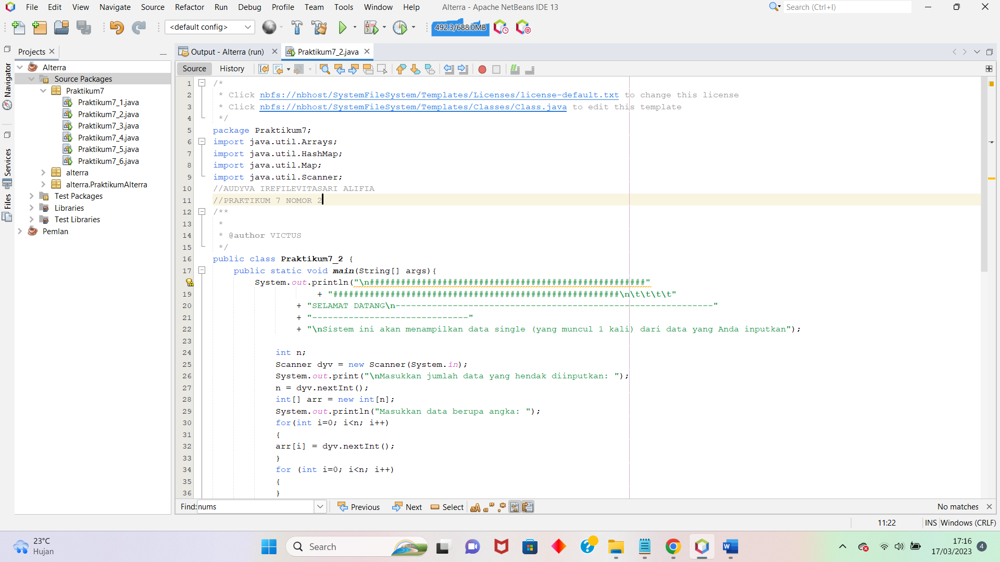 File Edit View Navigate Source Refactor Run Debug Profile Team Tools Window Help Alterra - Apache NetBeans IDE 13 Search (Ctrl+I)
<default config> 492.3/688.0MB
Projects Output - Alterra (run) Praktikum7_2.java
Source History
Navigator
Services
Files
Alterra
Source Packages
Praktikum7
Praktikum7_1.java
Praktikum7_2.java
Praktikum7_3.java
Praktikum7_4.java
Praktikum7_5.java
Praktikum7_6.java
alterra
alterra.PraktikumAlterra
Test Packages
Libraries
Test Libraries
Pemlan
1 /*
2 * Click nbfs://nbhost/SystemFileSystem/Templates/Licenses/license-default.txt to change this license
3 * Click nbfs://nbhost/SystemFileSystem/Templates/Classes/Class.java to edit this template
4 */
5 package Praktikum7;
6 import java.util.Arrays;
7 import java.util.HashMap;
8 import java.util.Map;
9 import java.util.Scanner;
10 //AUDYVA IREFILEVITASARI ALIFIA
11 //PRAKTIKUM 7 NOMOR 2
12 /**
13 *
14 * @author VICTUS
15 */
16 public class Praktikum7_2 {
17 public static void main(String[] args){
System.out.println("\n#####################################################"
19 + "#######################################################\n\t\t\t\t"
20 + "SELAMAT DATANG\n-------------------------------------------------------------"
21 + "------------------------------"
22 + "\nSistem ini akan menampilkan data single (yang muncul 1 kali) dari data yang Anda inputkan");
23
24 int n;
25 Scanner dyv = new Scanner(System.in);
26 System.out.print("\nMasukkan jumlah data yang hendak diinputkan: ");
27 n = dyv.nextInt();
28 int[] arr = new int[n];
29 System.out.println("Masukkan data berupa angka: ");
30 for(int i=0; i<n; i++)
31 {
32 arr[i] = dyv.nextInt();
33 }
34 for (int i=0; i<n; i++)
35 {
36 }
Find: nums Previous Next Select aA No matches
11:22 INS Windows (CRLF)
23°C
Hujan
Search
17:16
17/03/2023
4